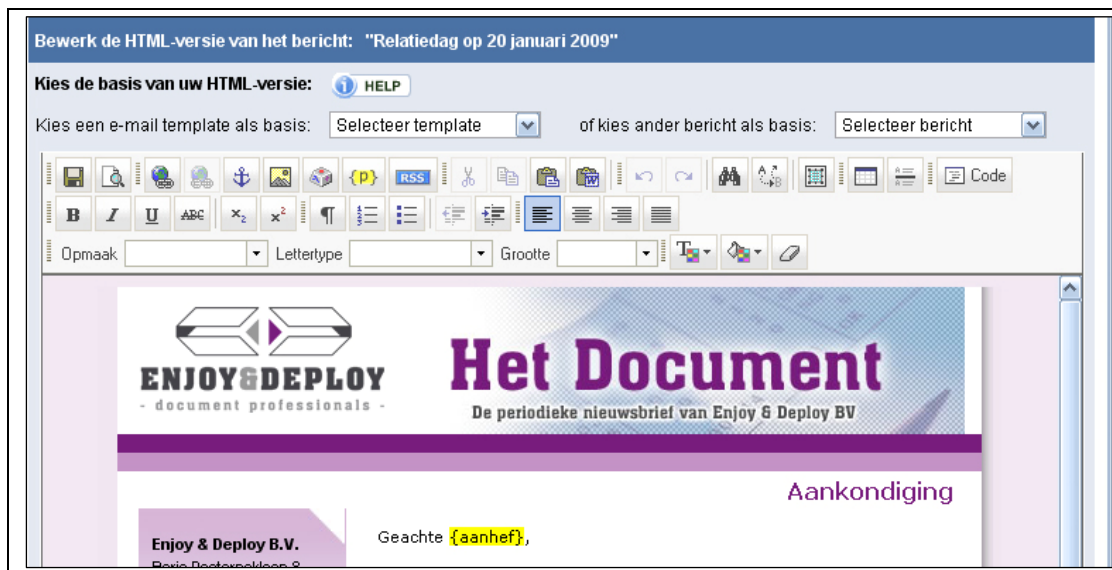 Bewerk de HTML-versie van het bericht: "Relatiedag op 20 januari 2009"
Kies de basis van uw HTML-versie: HELP
Kies een e-mail template als basis: Selecteer template of kies ander bericht als basis: Selecteer bericht
{P} RSS Code
B I U ABC x₂ x²
Opmaak Lettertype Grootte
ENJOY&DEPLOY
- document professionals -
Het Document
De periodieke nieuwsbrief van Enjoy & Deploy BV
Aankondiging
Geachte {aanhef},
Enjoy & Deploy B.V.